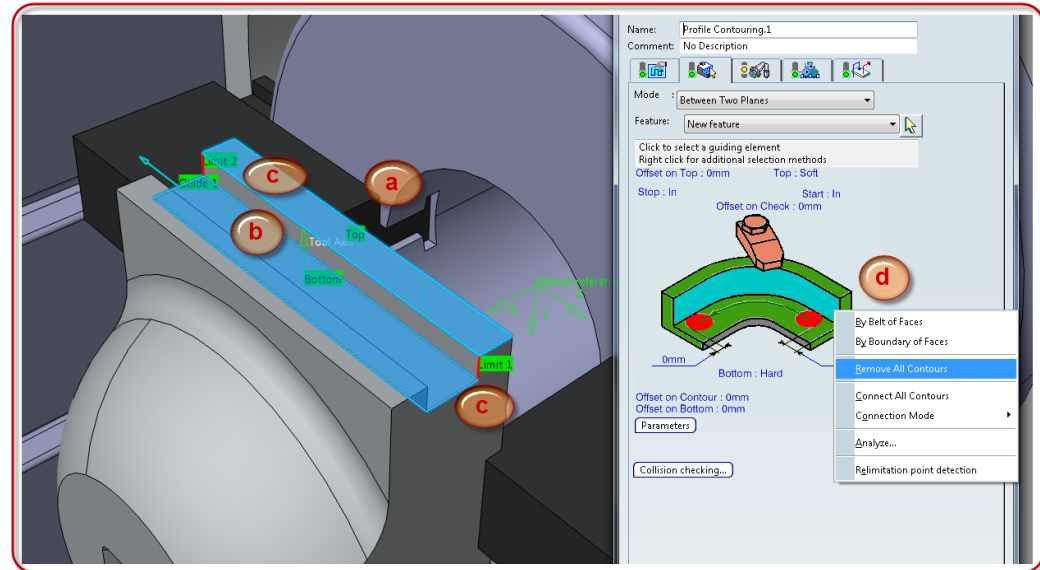 Name: Profile Contouring.1
Comment: No Description
Mode : Between Two Planes
Feature: New feature
Click to select a guiding element
Right click for additional selection methods
Offset on Top : 0mm Top : Soft
Stop : In Start : In
Offset on Check : 0mm
0mm
Bottom : Hard
Offset on Contour : 0mm
Offset on Bottom : 0mm
Parameters
Collision checking...
By Belt of Faces
By Boundary of Faces
Remove All Contours
Connect All Contours
Connection Mode
Analyze...
Relimitation point detection
Limit 2
c
a
b
Top
Tool Axis
Bottom
Limit 1
c
d